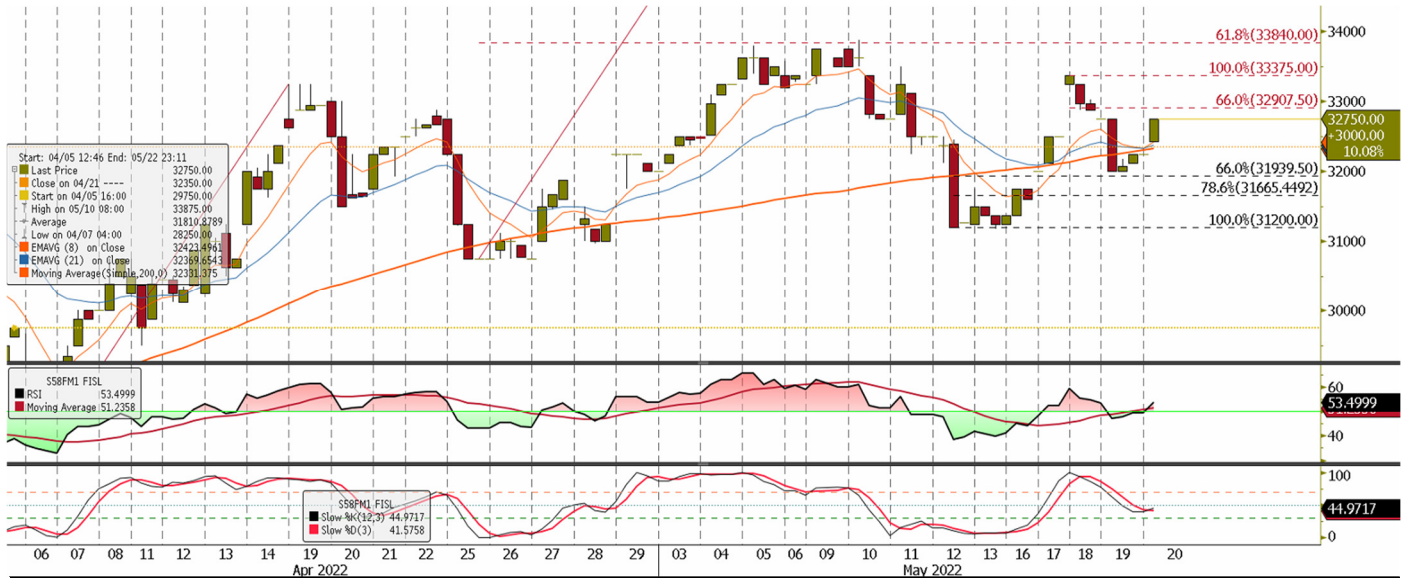 61.8%(33840.00)
34000
100.0%(33375.00)
66.0%(32907.50)
33000
32750.00
+3000.00
10.08%
66.0%(31939.50)
32000
78.6%(31665.4492)
100.0%(31200.00)
31000
30000
Start: 04/05 12:46 End: 05/22 23:11
Last Price 32750.00
Close on 04/21 ---- 32350.00
Start on 04/05 16:00 29750.00
High on 05/10 08:00 33875.00
Average 31810.8789
Low on 04/07 04:00 28250.00
EMAVG (8) on Close 32423.4961
EMAVG (21) on Close 32369.6543
Moving Average(Simple,200,0) 32331.375
S58FM1 FISL
RSI 53.4999
Moving Average 51.2358
60
53.4999
40
S58FM1 FISL
Slow %K(12,3) 44.9717
Slow %D(3) 41.5758
100
44.9717
0
06 07 08 11 12 13 14 19 20 21 22 25 26 27 28 29 03 04 05 06 09 10 11 12 13 16 17 18 19 20
Apr 2022 May 2022